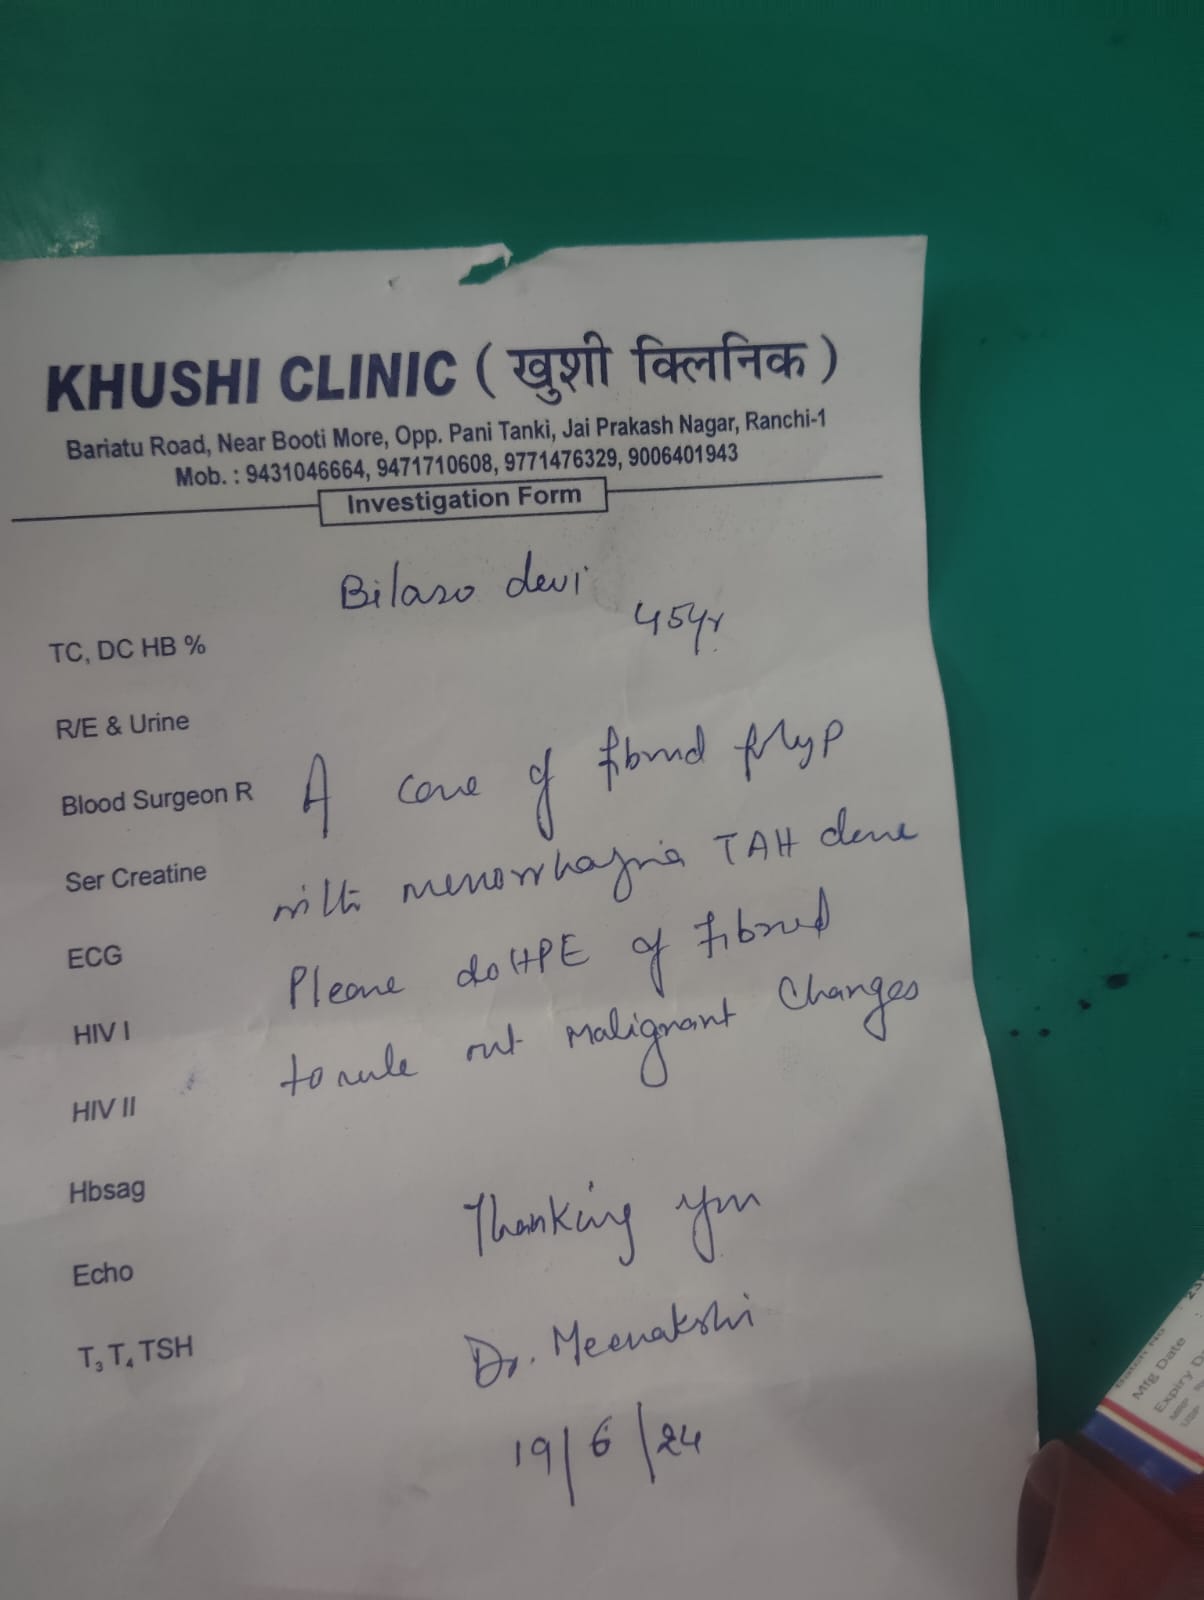 KHUSHI CLINIC ( खुशी क्लिनिक )
Bariatu Road, Near Booti More, Opp. Pani Tanki, Jai Prakash Nagar, Ranchi-1
Mob. : 9431046664, 9471710608, 9771476329, 9006401943
Investigation Form
Bilaso devi
45yr
TC, DC HB %
R/E & Urine
Blood Surgeon R
Ser Creatine
ECG
HIV I
HIV II
Hbsag
Echo
T₃ T₄ TSH
A case of fibroid polyp
with menorrhagia TAH done
Please do HPE of fibroid
to rule out malignant changes
Thanking you
Dr. Meenakshi
19/6/24
Mfg Date